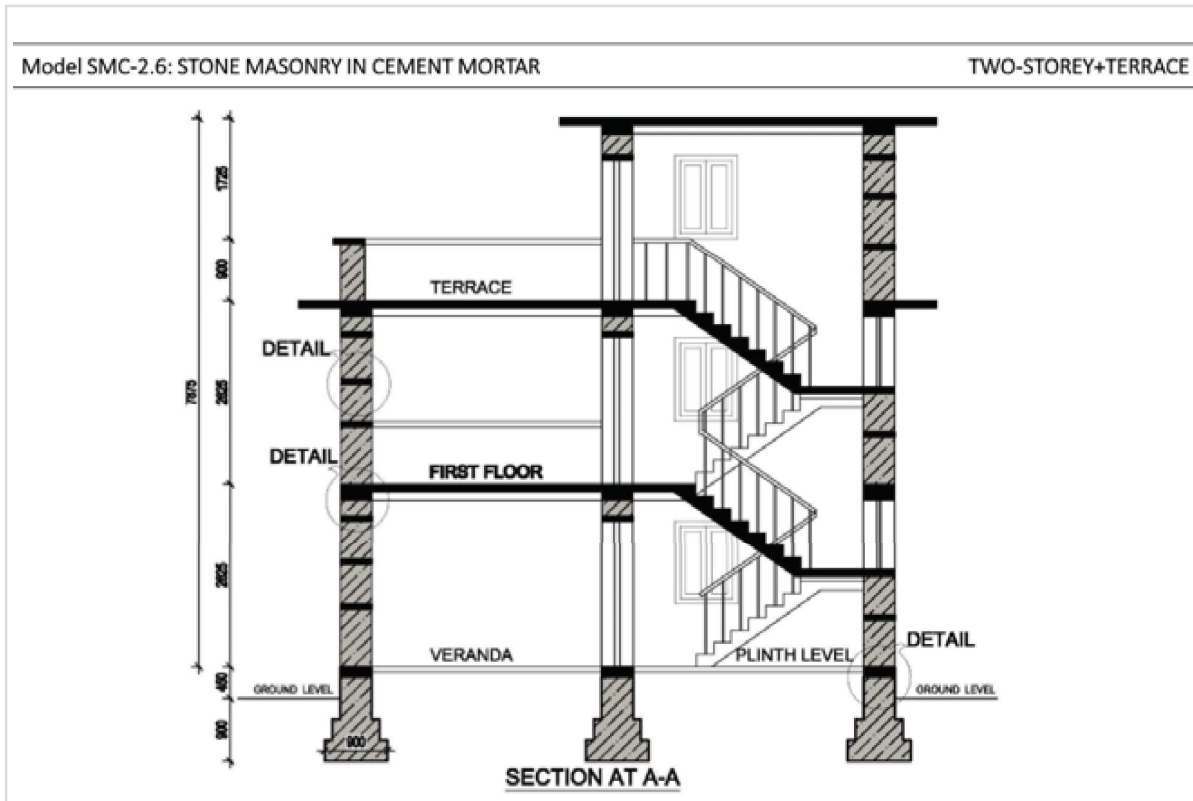 Model SMC-2.6: STONE MASONRY IN CEMENT MORTAR
TWO-STOREY+TERRACE
1725
900
TERRACE
DETAIL
7875
2625
DETAIL
FIRST FLOOR
2625
VERANDA
PLINTH LEVEL
DETAIL
GROUND LEVEL
450
GROUND LEVEL
900
900
SECTION AT A-A